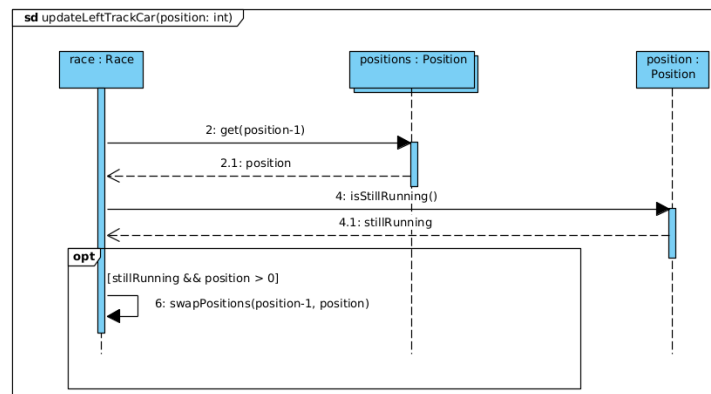 sd updateLeftTrackCar(position: int)
race : Race
positions : Position
position :
Position
2: get(position-1)
2.1: position
4: isStillRunning()
4.1: stillRunning
opt
[stillRunning && position > 0]
6: swapPositions(position-1, position)